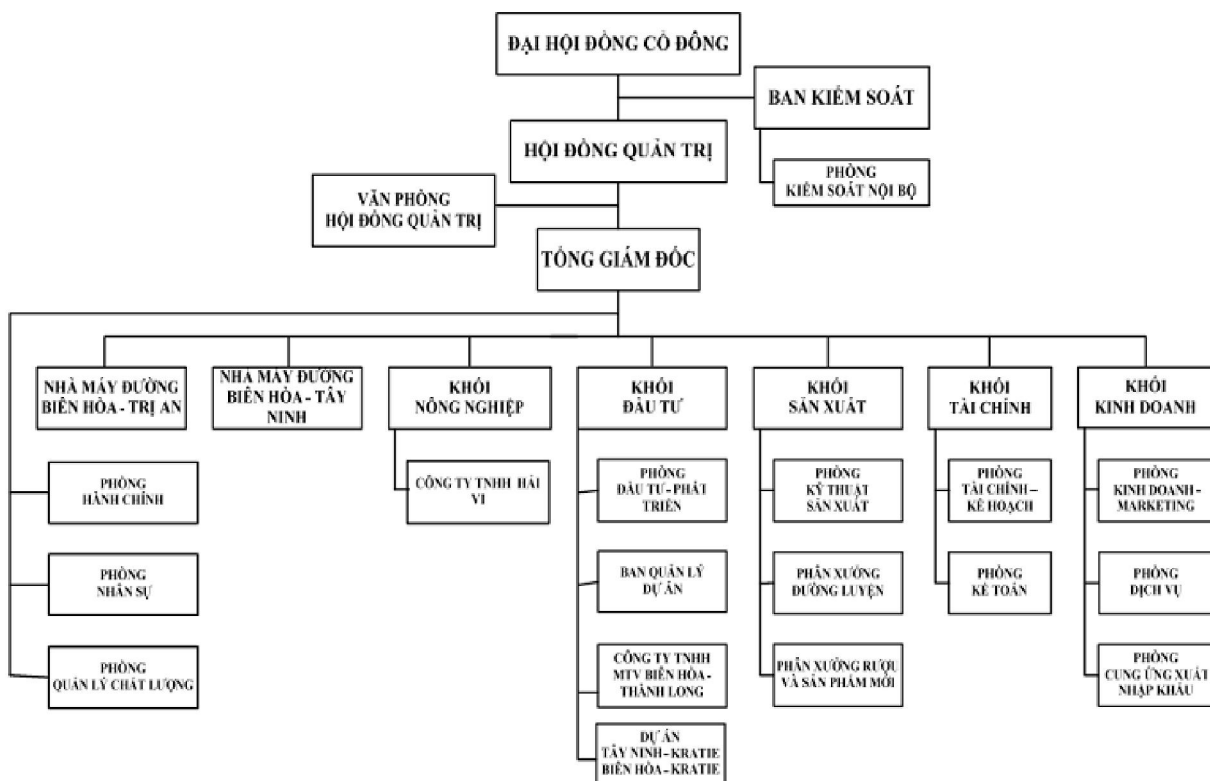 ĐẠI HỘI ĐỒNG CỔ ĐÔNG
BAN KIỂM SOÁT
HỘI ĐỒNG QUẢN TRỊ
PHÒNG
KIỂM SOÁT NỘI BỘ
VĂN PHÒNG
HỘI ĐỒNG QUẢN TRỊ
TỔNG GIÁM ĐỐC
NHÀ MÁY ĐƯỜNG
BIÊN HÒA - TRỊ AN
NHÀ MÁY ĐƯỜNG
BIÊN HÒA - TÂY
NINH
KHỐI
NÔNG NGHIỆP
KHỐI
ĐẦU TƯ
KHỐI
SẢN XUẤT
KHỐI
TÀI CHÍNH
KHỐI
KINH DOANH
PHÒNG
HÀNH CHÍNH
CÔNG TY TNHH HẢI
VI
PHÒNG
ĐẦU TƯ - PHÁT
TRIỂN
PHÒNG
KỸ THUẬT
SẢN XUẤT
PHÒNG
TÀI CHÍNH –
KẾ HOẠCH
PHÒNG
KINH DOANH -
MARKETING
PHÒNG
NHÂN SỰ
BAN QUẢN LÝ
DỰ ÁN
PHÂN XƯỞNG
ĐƯỜNG LUYỆN
PHÒNG
KẾ TOÁN
PHÒNG
DỊCH VỤ
PHÒNG
QUẢN LÝ CHẤT LƯỢNG
CÔNG TY TNHH
MTV BIÊN HÒA -
THÀNH LONG
PHÂN XƯỞNG RƯỢU
VÀ SẢN PHẨM MỚI
PHÒNG
CUNG ỨNG XUẤT
NHẬP KHẨU
DỰ ÁN
TÂY NINH - KRATIE
BIÊN HÒA - KRATIE